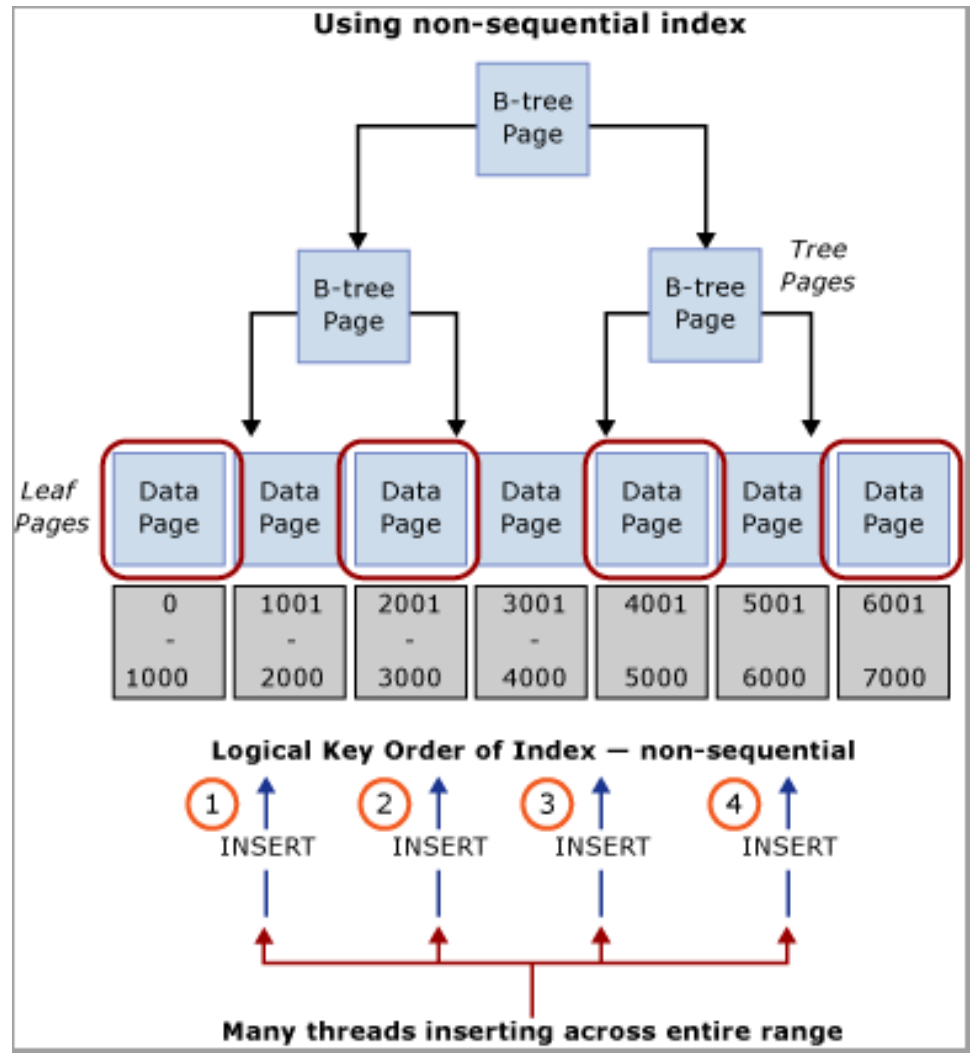 Using non-sequential index
B-tree
Page
B-tree
Page
B-tree
Page
Tree
Pages
Leaf
Pages
Data
Page
Data
Page
Data
Page
Data
Page
Data
Page
Data
Page
Data
Page
0
-
1000
1001
-
2000
2001
-
3000
3001
-
4000
4001
5000
5001
6000
6001
7000
Logical Key Order of Index — non-sequential
1
2
3
4
INSERT
INSERT
INSERT
INSERT
Many threads inserting across entire range